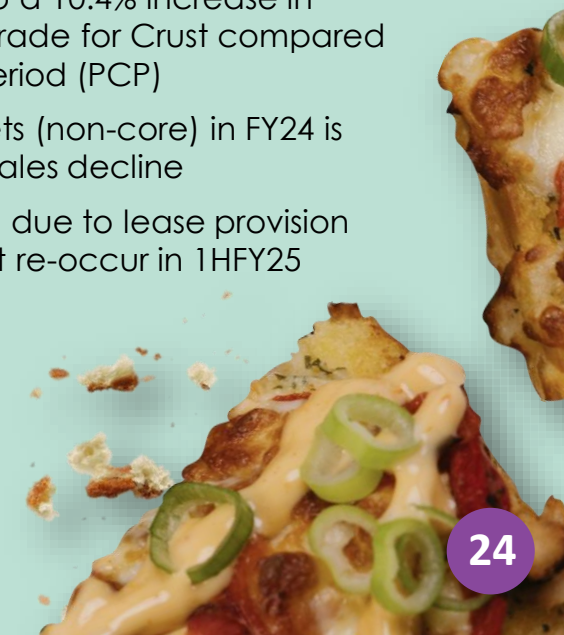 a 10.4% increase in
rade for Crust compared
eriod (PCP)
ts (non-core) in FY24 is
ales decline
due to lease provision
t re-occur in 1HFY25
24